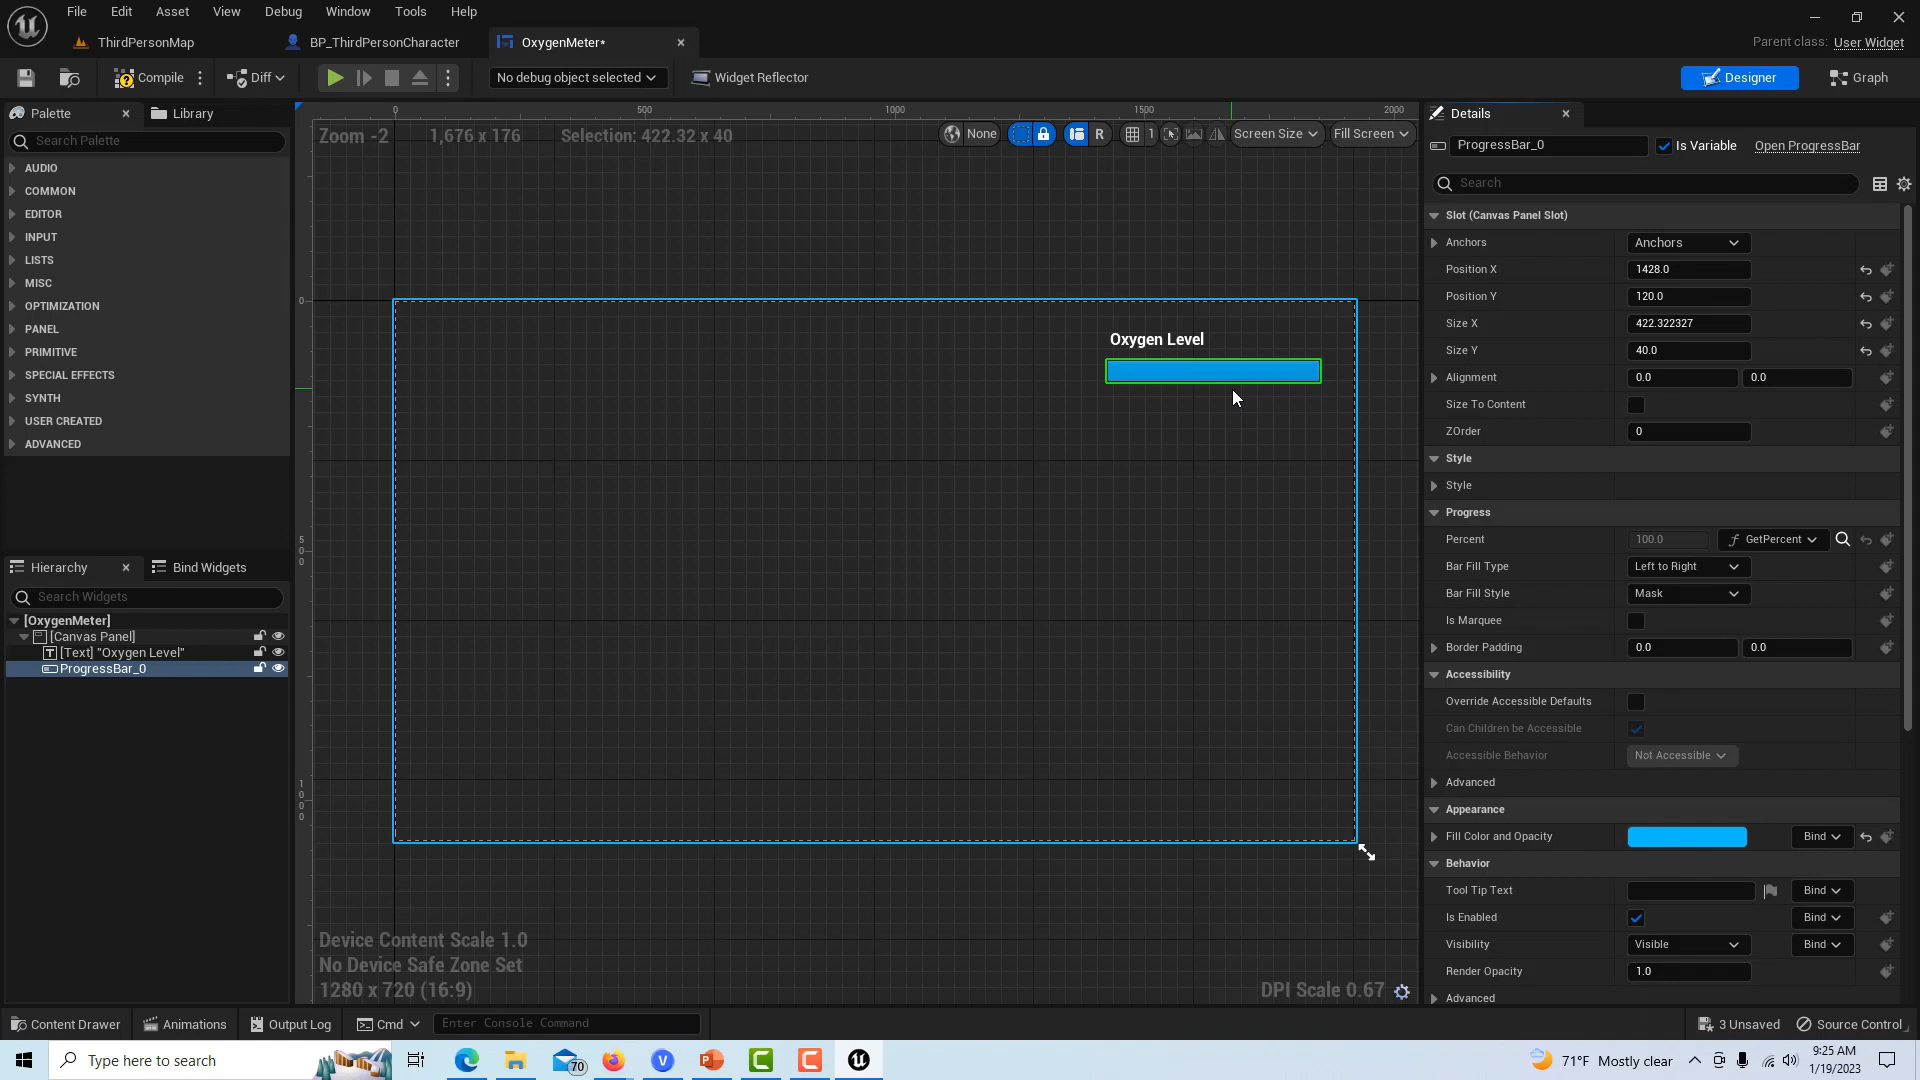 File Edit Asset View Debug Window Tools Help
ThirdPersonMap BP_ThirdPersonCharacter OxygenMeter*
Parent class: User Widget
Compile Diff No debug object selected Widget Reflector Designer Graph
Palette Library
Search Palette
AUDIO
COMMON
EDITOR
INPUT
LISTS
MISC
OPTIMIZATION
PANEL
PRIMITIVE
SPECIAL EFFECTS
SYNTH
USER CREATED
ADVANCED
Hierarchy Bind Widgets
Search Widgets
[OxygenMeter]
[Canvas Panel]
[Text] "Oxygen Level"
ProgressBar_0
0 500 1000 1500 2000
Zoom -2 1,676 x 176 Selection: 422.32 x 40
None R 1 Screen Size Fill Screen
0
500
1000
Oxygen Level
Device Content Scale 1.0
No Device Safe Zone Set
1280 x 720 (16:9)
DPI Scale 0.67
Details
ProgressBar_0 Is Variable Open ProgressBar
Search
Slot (Canvas Panel Slot)
Anchors Anchors
Position X 1428.0
Position Y 120.0
Size X 422.322327
Size Y 40.0
Alignment 0.0 0.0
Size To Content
ZOrder 0
Style
Style
Progress
Percent 100.0 GetPercent
Bar Fill Type Left to Right
Bar Fill Style Mask
Is Marquee
Border Padding 0.0 0.0
Accessibility
Override Accessible Defaults
Can Children be Accessible
Accessible Behavior Not Accessible
Advanced
Appearance
Fill Color and Opacity Bind
Behavior
Tool Tip Text Bind
Is Enabled Bind
Visibility Visible Bind
Render Opacity 1.0
Advanced
Content Drawer Animations Output Log Cmd Enter Console Command 3 Unsaved Source Control
Type here to search 70 71°F Mostly clear 9:25 AM
1/19/2023